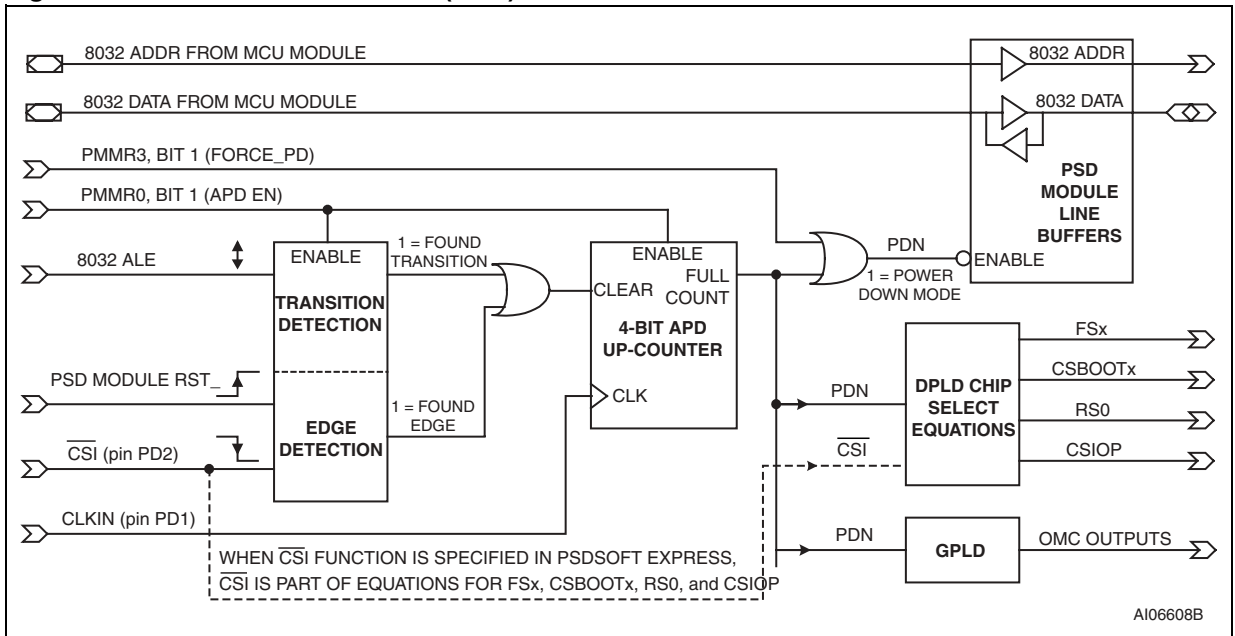 8032 ADDR FROM MCU MODULE
8032 ADDR
8032 DATA FROM MCU MODULE
8032 DATA
PMMR3, BIT 1 (FORCE_PD)
PSD
MODULE
LINE
BUFFERS
PMMR0, BIT 1 (APD EN)
8032 ALE
ENABLE
1 = FOUND
TRANSITION
TRANSITION
DETECTION
ENABLE
FULL
COUNT
CLEAR
4-BIT APD
UP-COUNTER
CLK
PDN
1 = POWER
DOWN MODE
ENABLE
PSD MODULE RST_
EDGE
DETECTION
1 = FOUND
EDGE
CSI (pin PD2)
CLKIN (pin PD1)
PDN
CSI
DPLD CHIP
SELECT
EQUATIONS
FSx
CSBOOTx
RS0
CSIOP
WHEN CSI FUNCTION IS SPECIFIED IN PSDSOFT EXPRESS,
CSI IS PART OF EQUATIONS FOR FSx, CSBOOTx, RS0, and CSIOP
PDN
GPLD
OMC OUTPUTS
AI06608B